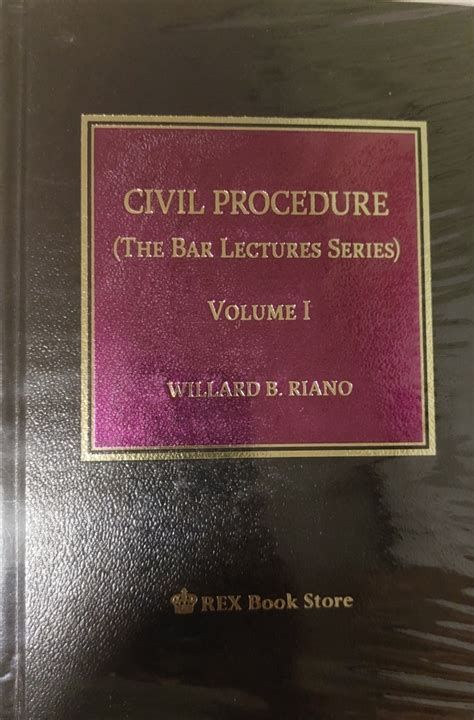 CIVIL PROCEDURE
(THE BAR LECTURES SERIES)
VOLUME I
WILLARD B. RIANO
REX Book Store